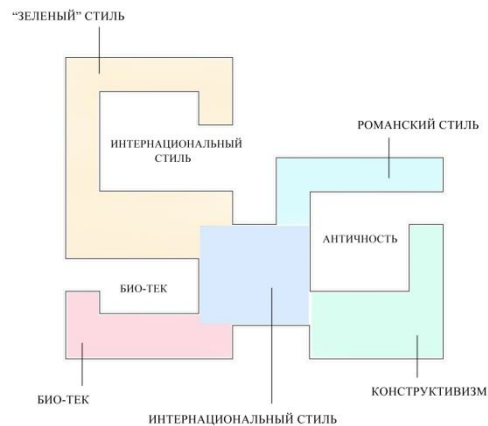 “ЗЕЛЕНЫЙ” СТИЛЬ
ИНТЕРНАЦИОНАЛЬНЫЙ
СТИЛЬ
РОМАНСКИЙ СТИЛЬ
АНТИЧНОСТЬ
БИО-ТЕК
БИО-ТЕК
КОНСТРУКТИВИЗМ
ИНТЕРНАЦИОНАЛЬНЫЙ СТИЛЬ